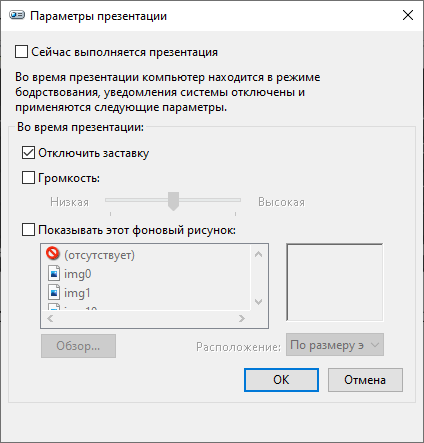 Параметры презентации
Сейчас выполняется презентация
Во время презентации компьютер находится в режиме
бодрствования, уведомления системы отключены и
применяются следующие параметры.
Во время презентации:
Отключить заставку
Громкость:
Низкая Высокая
Показывать этот фоновый рисунок:
(отсутствует)
img0
img1
Обзор... Расположение: По размеру э
ОК Отмена